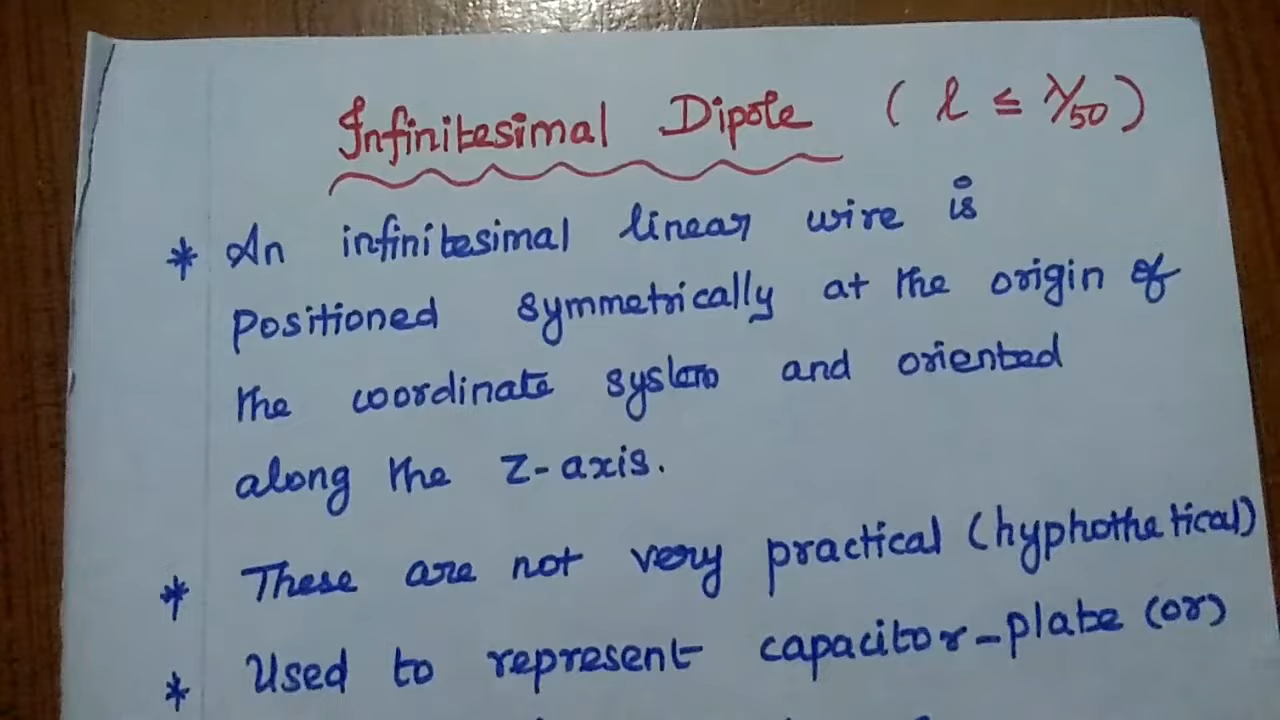 Infinitesimal Dipole ( l ≤ λ/50 )
* An infinitesimal linear wire is
positioned symmetrically at the origin of
the coordinate system and oriented
along the z-axis.
* These are not very practical (hyphothetical)
* Used to represent capacitor-plate (or)